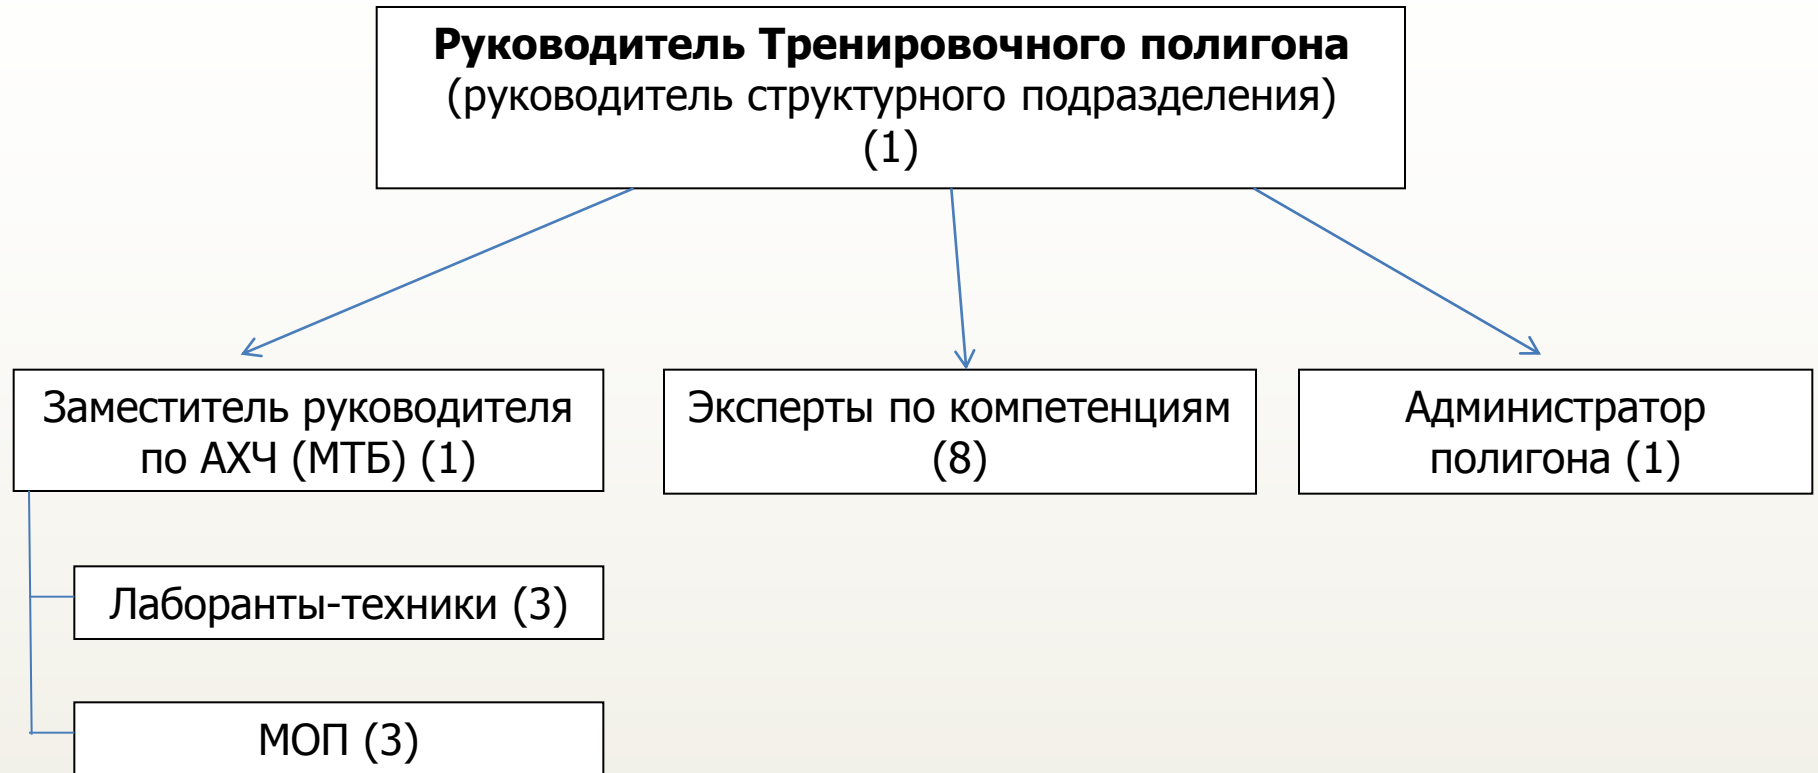 Руководитель Тренировочного полигона
(руководитель структурного подразделения)
(1)
Заместитель руководителя
по АХЧ (МТБ) (1)
Эксперты по компетенциям
(8)
Администратор
полигона (1)
Лаборанты-техники (3)
МОП (3)